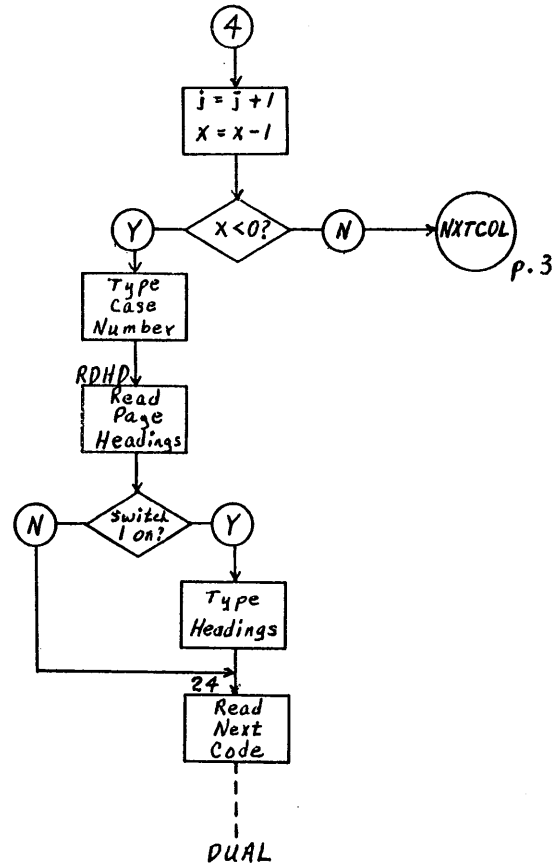 4
j = j + 1
x = x - 1
Y
x < 0?
N
NXTCOL
p. 3
Type
Case
Number
RDHD
Read
Page
Headings
N
Switch
1 on?
Y
Type
Headings
24
Read
Next
Code
DUAL